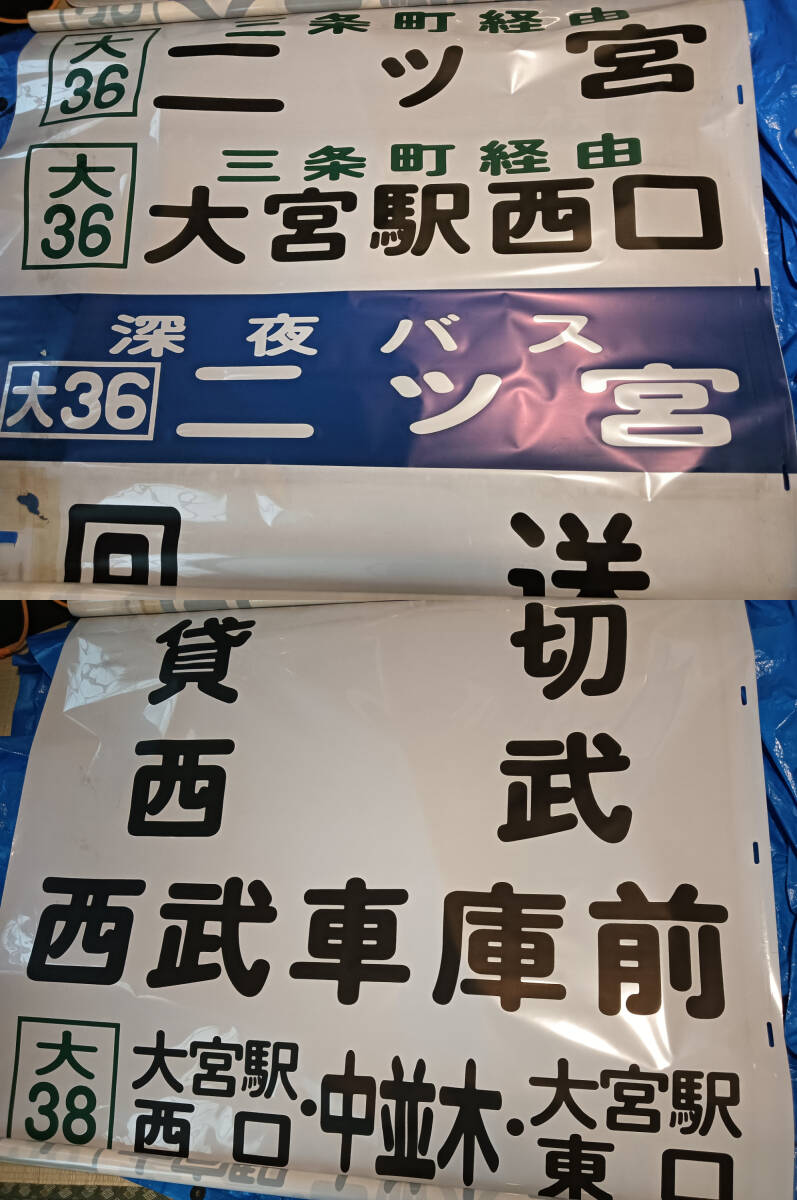 三条町経由
大36 二ツ宮
三条町経由
大36 大宮駅西口
深夜バス
大36 二ツ宮
回送
貸切
西武
西武車庫前
大38 大宮駅西口・中並木・大宮駅東口